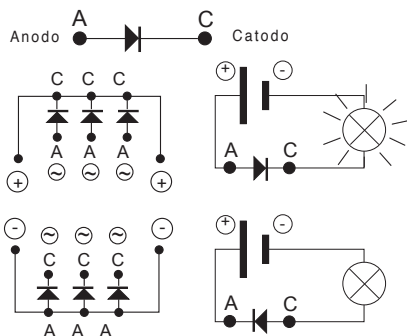 A C
Anodo Catodo
C C C
A A A
~ ~ ~
+ +
+ -
A C
- ~ ~ ~ -
C C C
A A A
+ -
A C